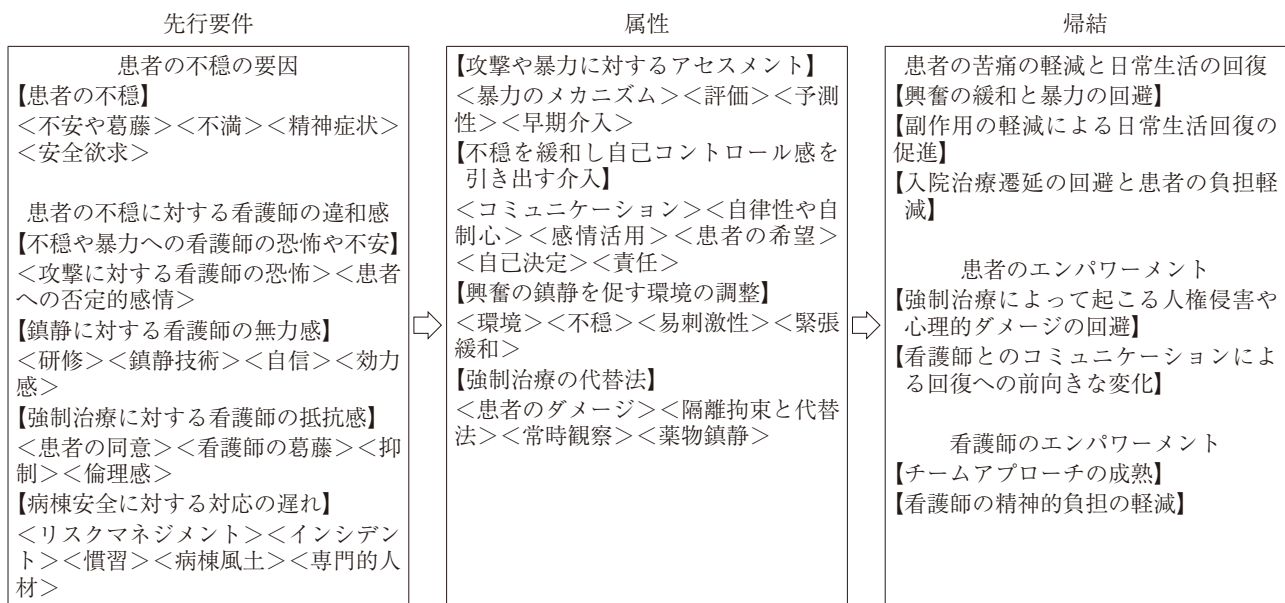 先行要件
患者の不穏の要因
【患者の不穏】
＜不安や葛藤＞＜不満＞＜精神症状＞
＜安全欲求＞
患者の不穏に対する看護師の違和感
【不穏や暴力への看護師の恐怖や不安】
＜攻撃に対する看護師の恐怖＞＜患者
への否定的感情＞
【鎮静に対する看護師の無力感】
＜研修＞＜鎮静技術＞＜自信＞＜効力
感＞
【強制治療に対する看護師の抵抗感】
＜患者の同意＞＜看護師の葛藤＞＜抑
制＞＜倫理感＞
【病棟安全に対する対応の遅れ】
＜リスクマネジメント＞＜インシデン
ト＞＜慣習＞＜病棟風土＞＜専門的人
材＞
属性
【攻撃や暴力に対するアセスメント】
＜暴力のメカニズム＞＜評価＞＜予測
性＞＜早期介入＞
【不穏を緩和し自己コントロール感を
引き出す介入】
＜コミュニケーション＞＜自律性や自
制心＞＜感情活用＞＜患者の希望＞
＜自己決定＞＜責任＞
【興奮の鎮静を促す環境の調整】
＜環境＞＜不穏＞＜易刺激性＞＜緊張
緩和＞
【強制治療の代替法】
＜患者のダメージ＞＜隔離拘束と代替
法＞＜常時観察＞＜薬物鎮静＞
帰結
患者の苦痛の軽減と日常生活の回復
【興奮の緩和と暴力の回避】
【副作用の軽減による日常生活回復の
促進】
【入院治療遷延の回避と患者の負担軽
減】
患者のエンパワーメント
【強制治療によって起こる人権侵害や
心理的ダメージの回避】
【看護師とのコミュニケーションによ
る回復への前向きな変化】
看護師のエンパワーメント
【チームアプローチの成熟】
【看護師の精神的負担の軽減】